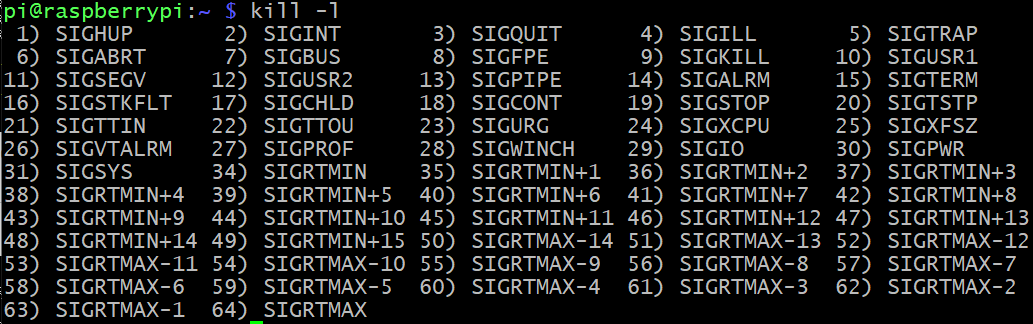 pi@raspberrypi:~ $ kill -l
 1) SIGHUP       2) SIGINT       3) SIGQUIT      4) SIGILL       5) SIGTRAP
 6) SIGABRT      7) SIGBUS       8) SIGFPE       9) SIGKILL     10) SIGUSR1
11) SIGSEGV     12) SIGUSR2     13) SIGPIPE     14) SIGALRM     15) SIGTERM
16) SIGSTKFLT   17) SIGCHLD     18) SIGCONT     19) SIGSTOP     20) SIGTSTP
21) SIGTTIN     22) SIGTTOU     23) SIGURG      24) SIGXCPU     25) SIGXFSZ
26) SIGVTALRM   27) SIGPROF     28) SIGWINCH    29) SIGIO       30) SIGPWR
31) SIGSYS      34) SIGRTMIN    35) SIGRTMIN+1  36) SIGRTMIN+2  37) SIGRTMIN+3
38) SIGRTMIN+4  39) SIGRTMIN+5  40) SIGRTMIN+6  41) SIGRTMIN+7  42) SIGRTMIN+8
43) SIGRTMIN+9  44) SIGRTMIN+10 45) SIGRTMIN+11 46) SIGRTMIN+12 47) SIGRTMIN+13
48) SIGRTMIN+14 49) SIGRTMIN+15 50) SIGRTMAX-14 51) SIGRTMAX-13 52) SIGRTMAX-12
53) SIGRTMAX-11 54) SIGRTMAX-10 55) SIGRTMAX-9  56) SIGRTMAX-8  57) SIGRTMAX-7
58) SIGRTMAX-6  59) SIGRTMAX-5  60) SIGRTMAX-4  61) SIGRTMAX-3  62) SIGRTMAX-2
63) SIGRTMAX-1  64) SIGRTMAX